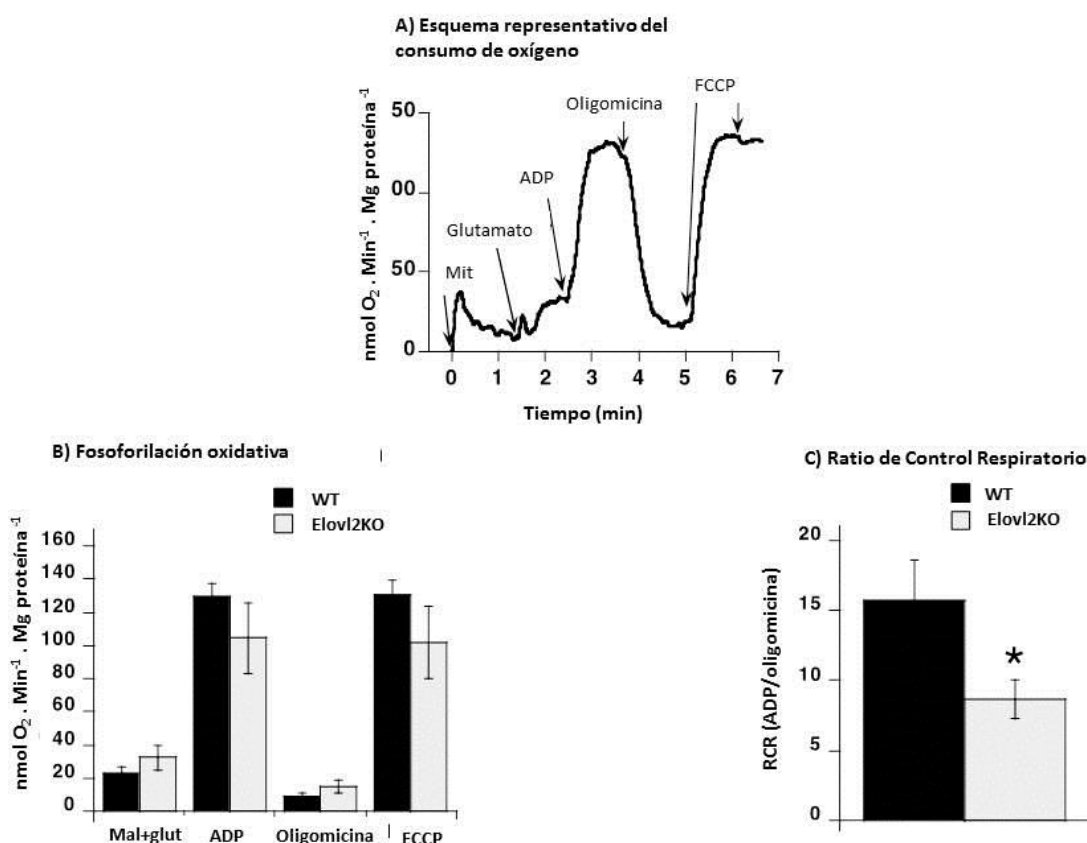 A) Esquema representativo del
consumo de oxígeno
nmol O₂ . Min⁻¹ . Mg proteína⁻¹
50
00
50
0
Mit
Glutamato
ADP
Oligomicina
FCCP
0 1 2 3 4 5 6 7
Tiempo (min)
B) Fosoforilación oxidativa
WT
Elovl2KO
nmol O₂ . Min⁻¹ . Mg proteína⁻¹
160
140
120
100
80
60
40
20
0
Mal+glut ADP Oligomicina FCCP
C) Ratio de Control Respiratorio
WT
Elovl2KO
RCR (ADP/oligomicina)
20
15
10
5
0
*